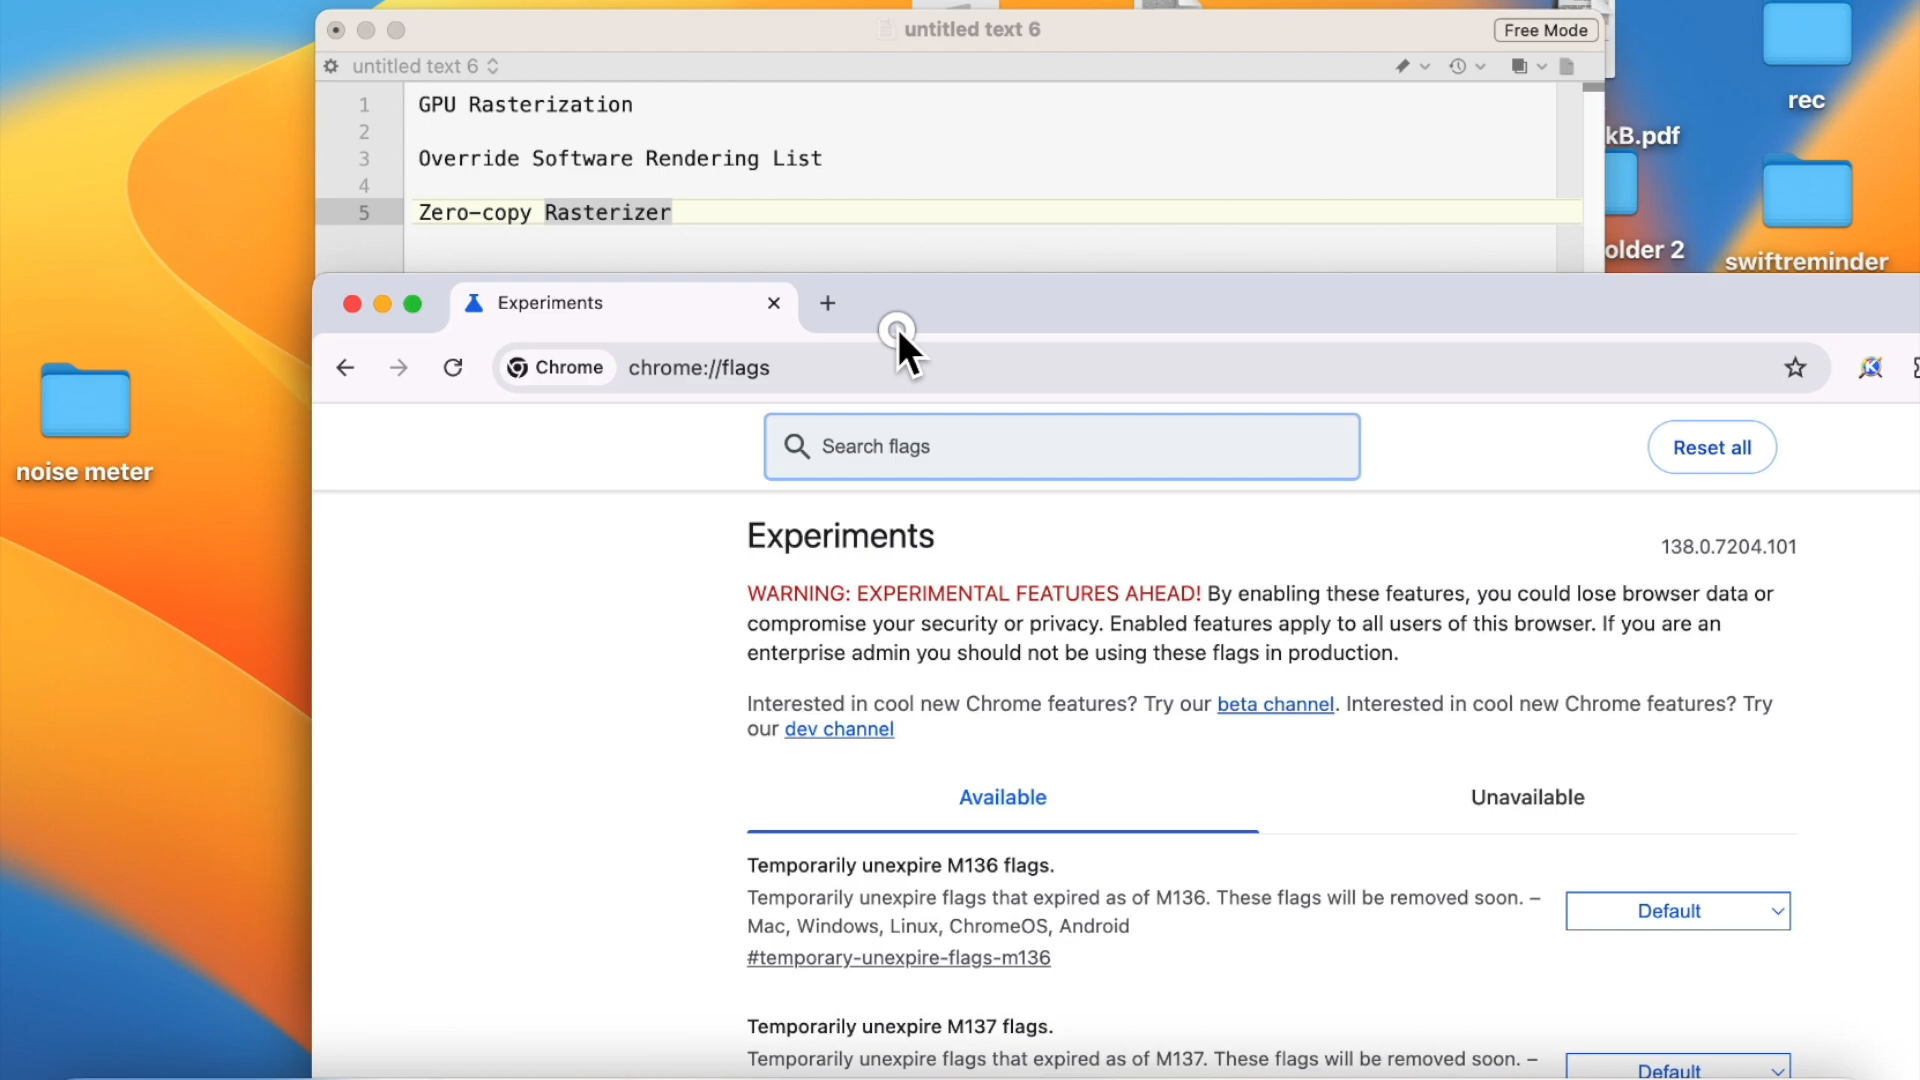 untitled text 6
Free Mode
untitled text 6
1 GPU Rasterization
2
3 Override Software Rendering List
4
5 Zero-copy Rasterizer
rec
kB.pdf
older 2
swiftreminder
noise meter
Experiments
Chrome chrome://flags
Search flags
Reset all
Experiments
138.0.7204.101
WARNING: EXPERIMENTAL FEATURES AHEAD! By enabling these features, you could lose browser data or
compromise your security or privacy. Enabled features apply to all users of this browser. If you are an
enterprise admin you should not be using these flags in production.
Interested in cool new Chrome features? Try our beta channel. Interested in cool new Chrome features? Try
our dev channel
Available
Unavailable
Temporarily unexpire M136 flags.
Temporarily unexpire flags that expired as of M136. These flags will be removed soon. –
Mac, Windows, Linux, ChromeOS, Android
#temporary-unexpire-flags-m136
Default
Temporarily unexpire M137 flags.
Temporarily unexpire flags that expired as of M137. These flags will be removed soon. –
Default